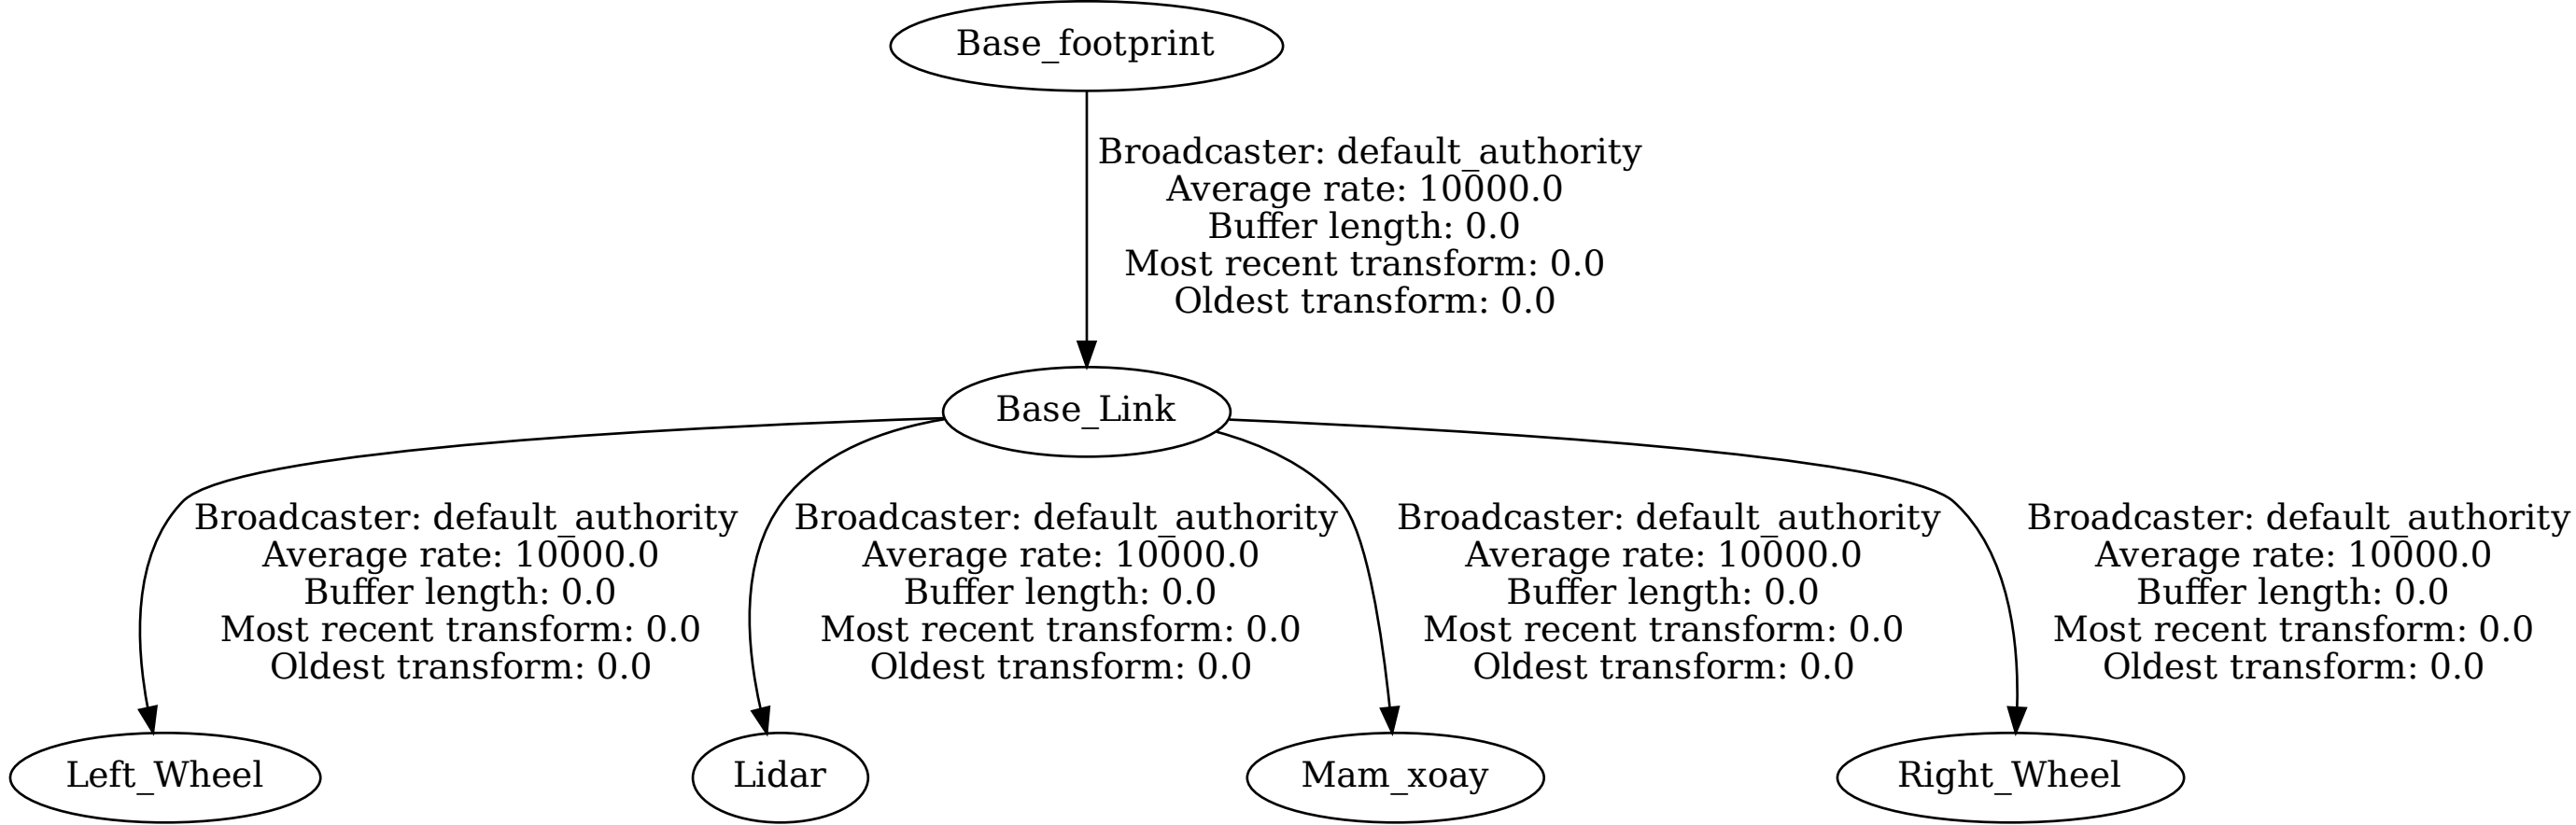 Base_footprint
Broadcaster: default_authority
Average rate: 10000.0
Buffer length: 0.0
Most recent transform: 0.0
Oldest transform: 0.0
Base_Link
Broadcaster: default_authority
Average rate: 10000.0
Buffer length: 0.0
Most recent transform: 0.0
Oldest transform: 0.0
Broadcaster: default_authority
Average rate: 10000.0
Buffer length: 0.0
Most recent transform: 0.0
Oldest transform: 0.0
Broadcaster: default_authority
Average rate: 10000.0
Buffer length: 0.0
Most recent transform: 0.0
Oldest transform: 0.0
Broadcaster: default_authority
Average rate: 10000.0
Buffer length: 0.0
Most recent transform: 0.0
Oldest transform: 0.0
Left_Wheel
Lidar
Mam_xoay
Right_Wheel